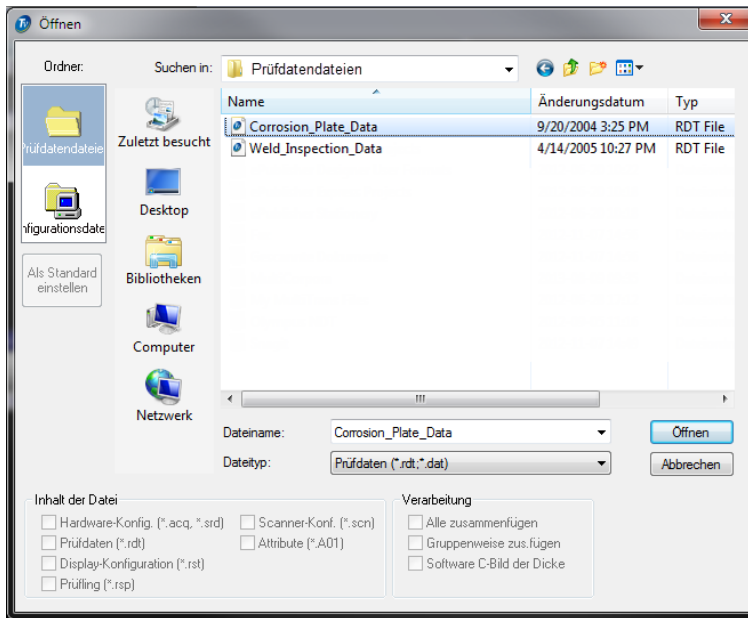 Öffnen
Ordner:
Suchen in:
Prüfdatendateien
Prüfdatendateie
nfigurationsdate
Als Standard
einstellen
Zuletzt besucht
Desktop
Bibliotheken
Computer
Netzwerk
Name Änderungsdatum Typ
Corrosion_Plate_Data 9/20/2004 3:25 PM RDT File
Weld_Inspection_Data 4/14/2005 10:27 PM RDT File
Dateiname: Corrosion_Plate_Data Öffnen
Dateityp: Prüfdaten (*.rdt;*.dat) Abbrechen
Inhalt der Datei
Hardware-Konfig. (*.acq, *.srd) Scanner-Konf. (*.scn)
Prüfdaten (*.rdt) Attribute (*.A01)
Display-Konfiguration (*.rst)
Prüfling (*.rsp)
Verarbeitung
Alle zusammenfügen
Gruppenweise zus.fügen
Software C-Bild der Dicke